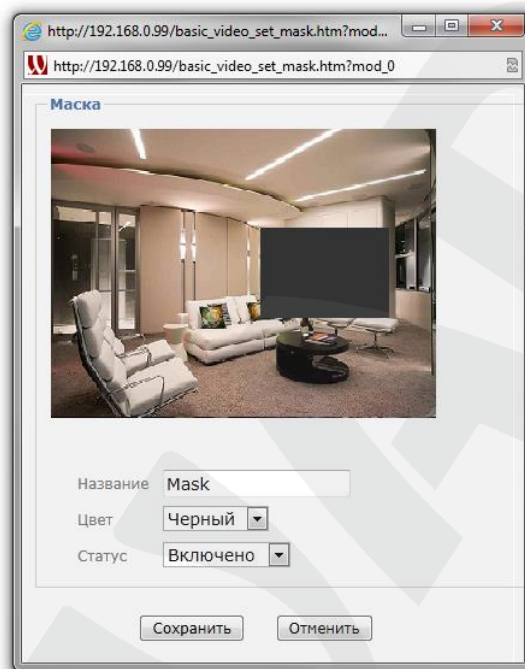 http://192.168.0.99/basic_video_set_mask.htm?mod...
http://192.168.0.99/basic_video_set_mask.htm?mod_0
Маска
Название Mask
Цвет Черный
Статус Включено
Сохранить Отменить